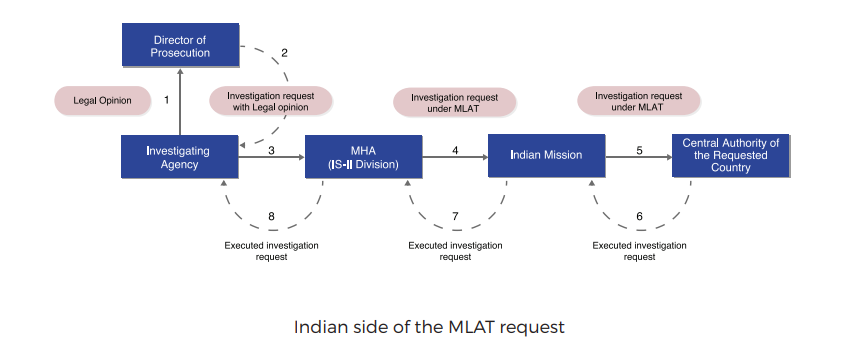 Director of
Prosecution
2
Legal Opinion
1
Investigation request
with Legal opinion
Investigation request
under MLAT
Investigation request
under MLAT
Investigating
Agency
3
MHA
(IS-II Division)
4
Indian Mission
5
Central Authority of
the Requested
Country
8
7
6
Executed investigation
request
Executed investigation
request
Executed investigation
request
Indian side of the MLAT request